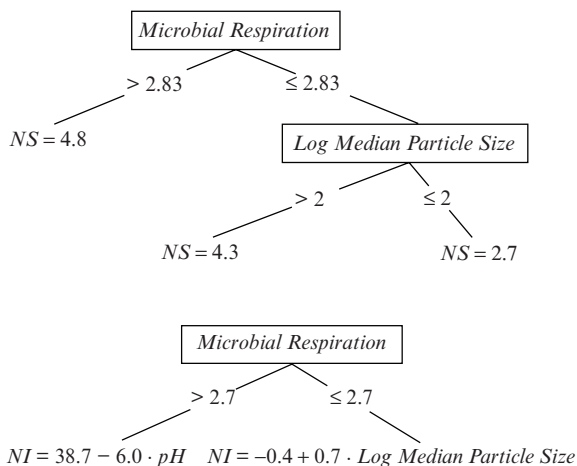 Microbial Respiration
> 2.83 ≤ 2.83
NS = 4.8
Log Median Particle Size
> 2 ≤ 2
NS = 4.3 NS = 2.7
Microbial Respiration
> 2.7 ≤ 2.7
NI = 38.7 − 6.0 · pH NI = −0.4 + 0.7 · Log Median Particle Size